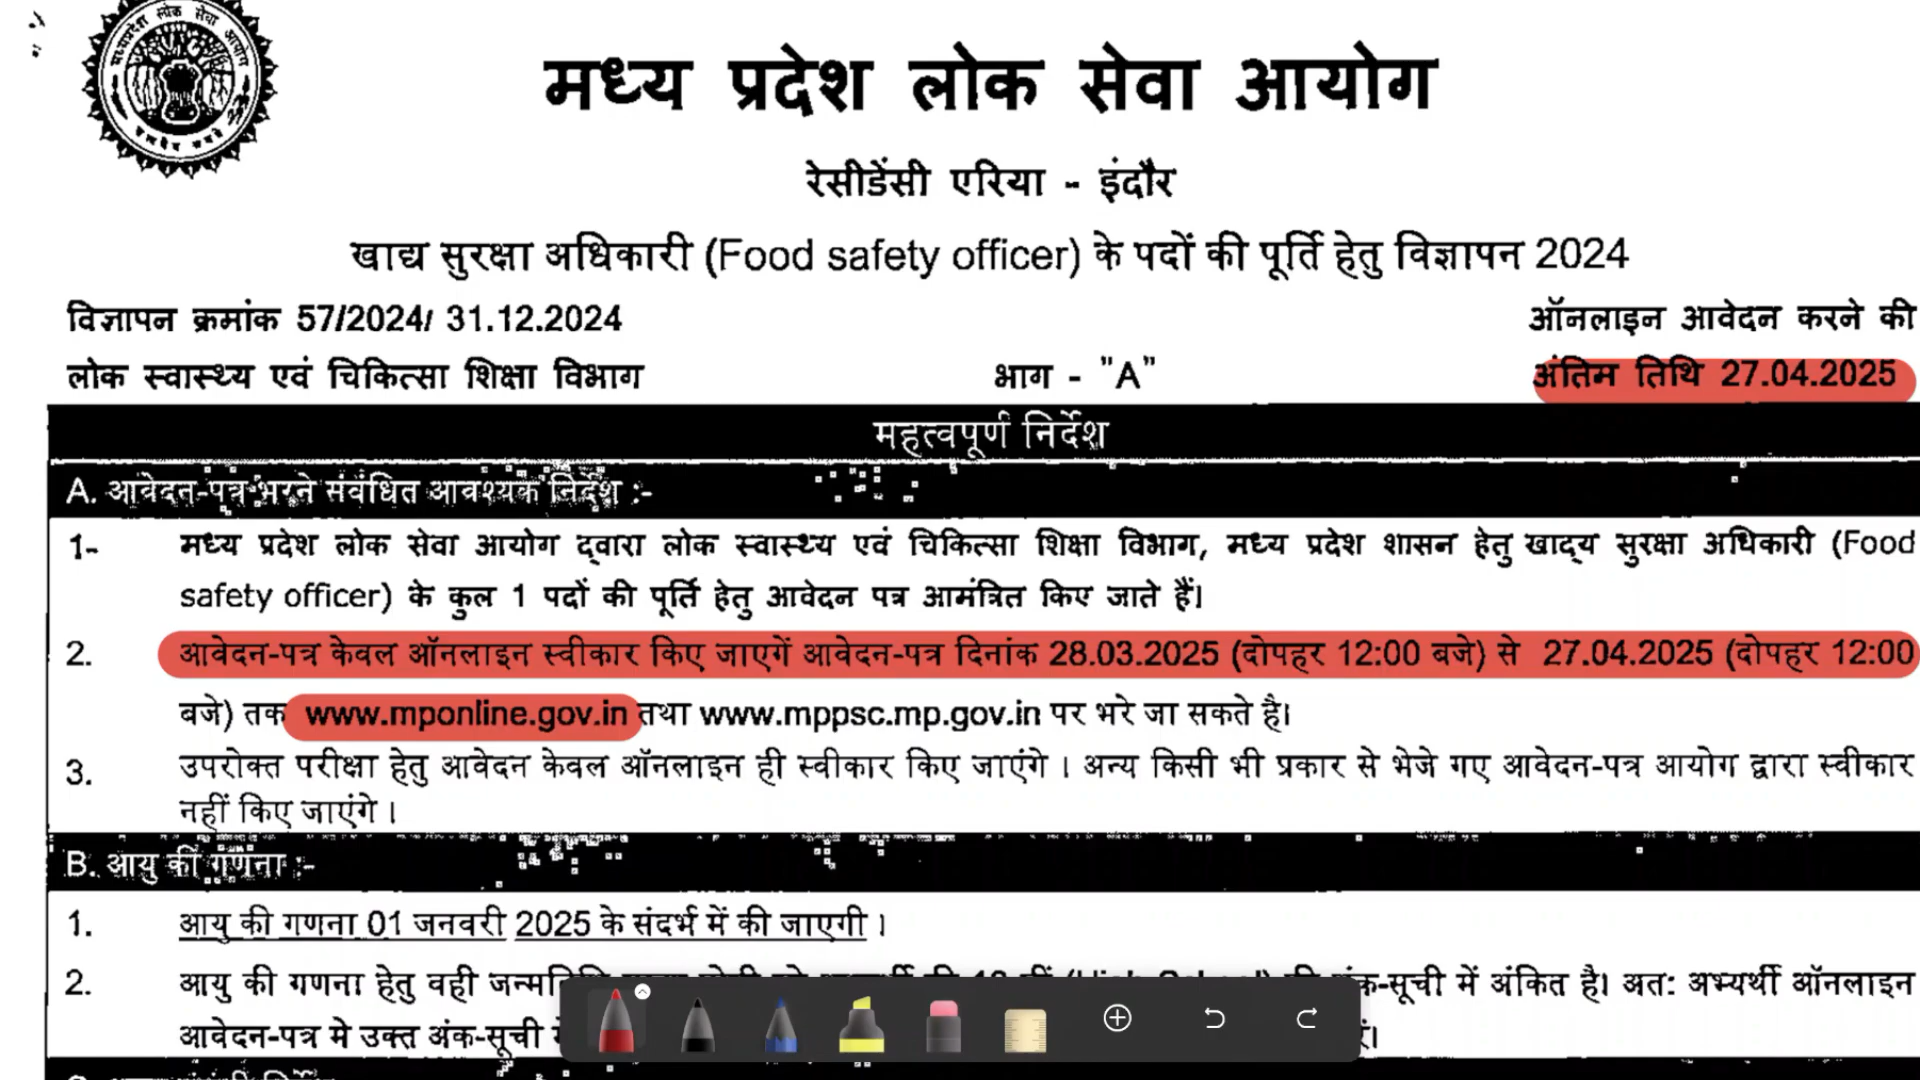 मध्यप्रदेश लोक सेवा आयोग
मध्य प्रदेश लोक सेवा आयोग
रेसीडेंसी एरिया - इंदौर
खाद्य सुरक्षा अधिकारी (Food safety officer) के पदों की पूर्ति हेतु विज्ञापन 2024
विज्ञापन क्रमांक 57/2024/ 31.12.2024
ऑनलाइन आवेदन करने की
लोक स्वास्थ्य एवं चिकित्सा शिक्षा विभाग
भाग - "A"
अंतिम तिथि 27.04.2025
महत्वपूर्ण निर्देश
A. आवेदन-पत्र भरने संबंधित आवश्यक निर्देश :-
1- मध्य प्रदेश लोक सेवा आयोग द्वारा लोक स्वास्थ्य एवं चिकित्सा शिक्षा विभाग, मध्य प्रदेश शासन हेतु खाद्य सुरक्षा अधिकारी (Food
safety officer) के कुल 1 पदों की पूर्ति हेतु आवेदन पत्र आमंत्रित किए जाते हैं।
2. आवेदन-पत्र केवल ऑनलाइन स्वीकार किए जाएगें आवेदन-पत्र दिनांक 28.03.2025 (दोपहर 12:00 बजे) से 27.04.2025 (दोपहर 12:00
बजे) तक www.mponline.gov.in तथा www.mppsc.mp.gov.in पर भरे जा सकते है।
3. उपरोक्त परीक्षा हेतु आवेदन केवल ऑनलाइन ही स्वीकार किए जाएंगे । अन्य किसी भी प्रकार से भेजे गए आवेदन-पत्र आयोग द्वारा स्वीकार
नहीं किए जाएंगे ।
B. आयु की गणना :-
1. आयु की गणना 01 जनवरी 2025 के संदर्भ में की जाएगी ।
2. आयु की गणना हेतु वही जन्मतिथि की अंक-सूची में अंकित है। अत: अभ्यर्थी ऑनलाइन
आवेदन-पत्र मे उक्त अंक-सूची